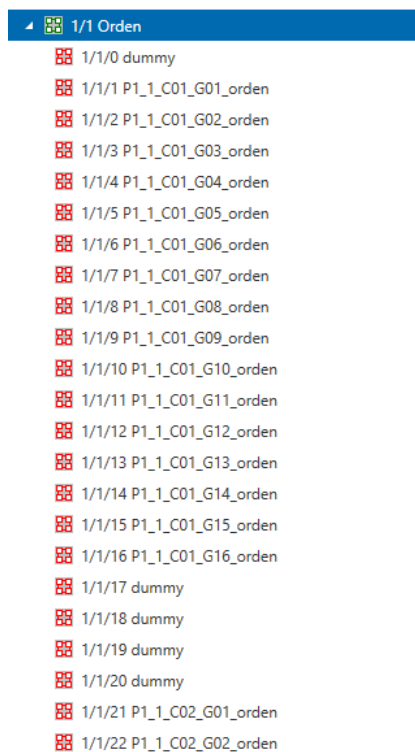 1/1 Orden
1/1/0 dummy
1/1/1 P1_1_C01_G01_orden
1/1/2 P1_1_C01_G02_orden
1/1/3 P1_1_C01_G03_orden
1/1/4 P1_1_C01_G04_orden
1/1/5 P1_1_C01_G05_orden
1/1/6 P1_1_C01_G06_orden
1/1/7 P1_1_C01_G07_orden
1/1/8 P1_1_C01_G08_orden
1/1/9 P1_1_C01_G09_orden
1/1/10 P1_1_C01_G10_orden
1/1/11 P1_1_C01_G11_orden
1/1/12 P1_1_C01_G12_orden
1/1/13 P1_1_C01_G13_orden
1/1/14 P1_1_C01_G14_orden
1/1/15 P1_1_C01_G15_orden
1/1/16 P1_1_C01_G16_orden
1/1/17 dummy
1/1/18 dummy
1/1/19 dummy
1/1/20 dummy
1/1/21 P1_1_C02_G01_orden
1/1/22 P1_1_C02_G02_orden